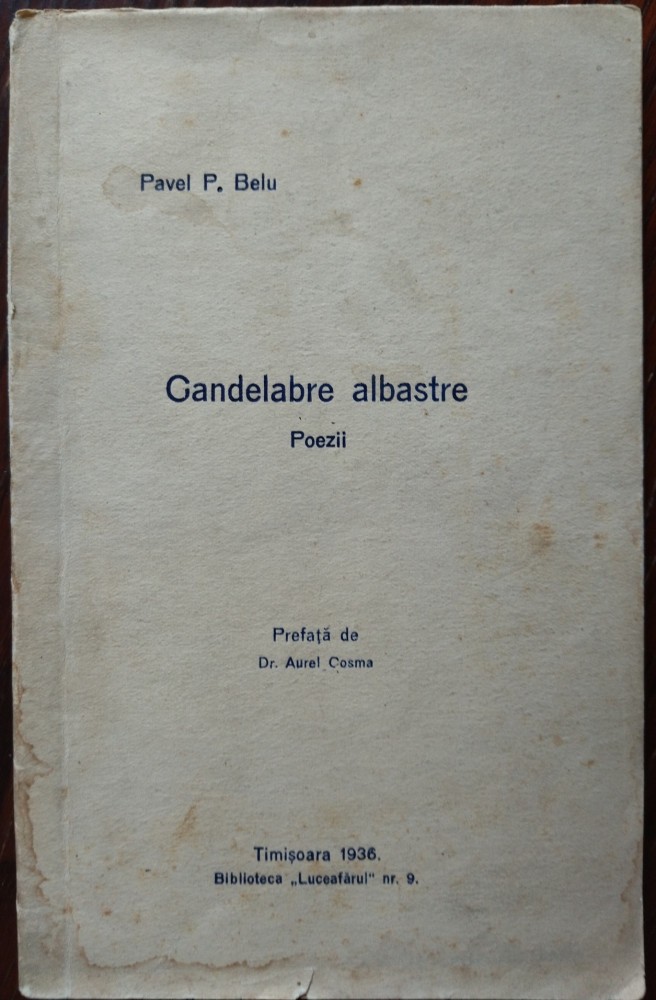 Pavel P. Belu
Candelabre albastre
Poezii
Prefață de
Dr. Aurel Cosma
Timișoara 1936.
Biblioteca „Luceafărul" nr. 9.